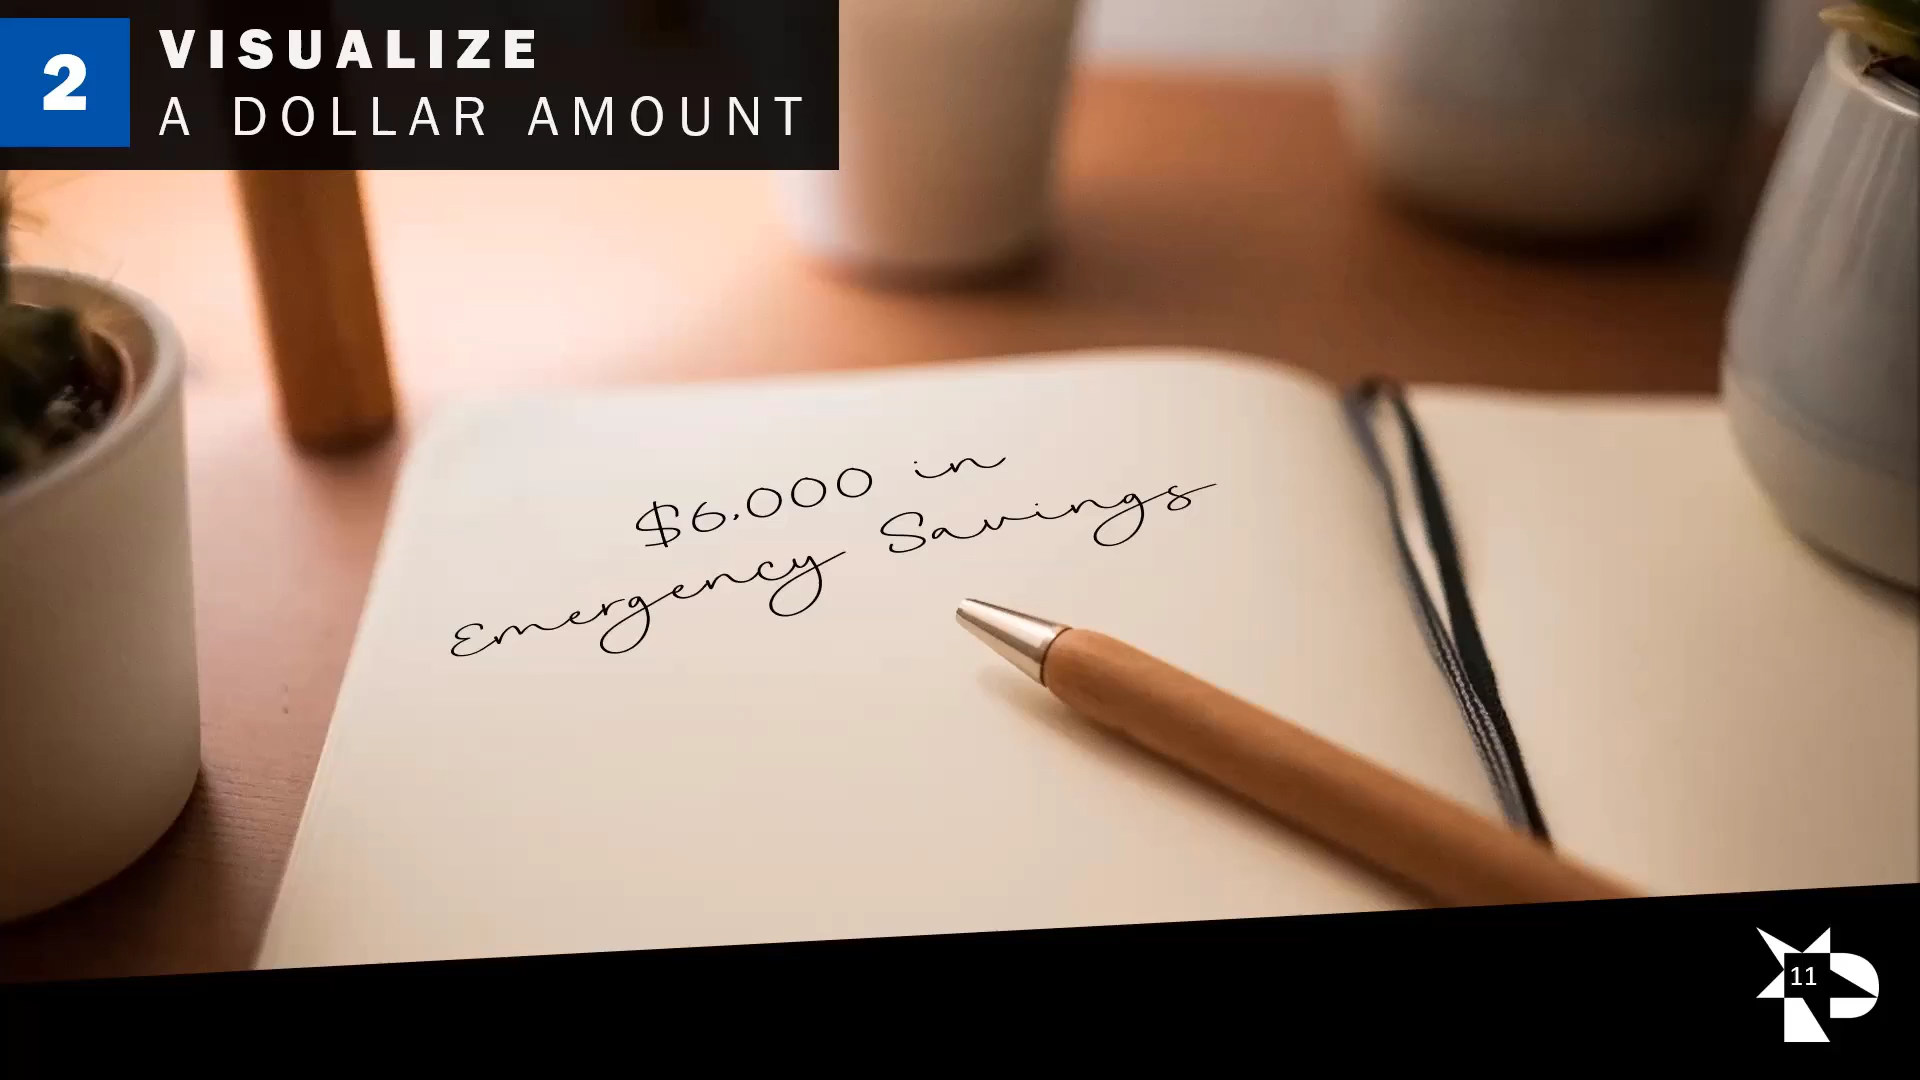 2
VISUALIZE
A DOLLAR AMOUNT
$6,000 in
Emergency Savings
11